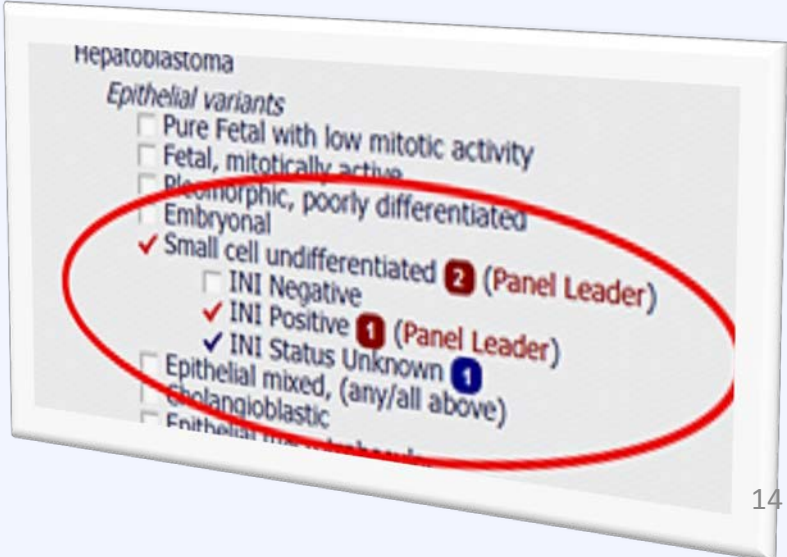 Hepatoblastoma
Epithelial variants
Pure Fetal with low mitotic activity
Fetal, mitotically active
Pleomorphic, poorly differentiated
Embryonal
Small cell undifferentiated 2 (Panel Leader)
INI Negative
INI Positive 1 (Panel Leader)
INI Status Unknown 1
Epithelial mixed, (any/all above)
Cholangioblastic
Epithelial
14